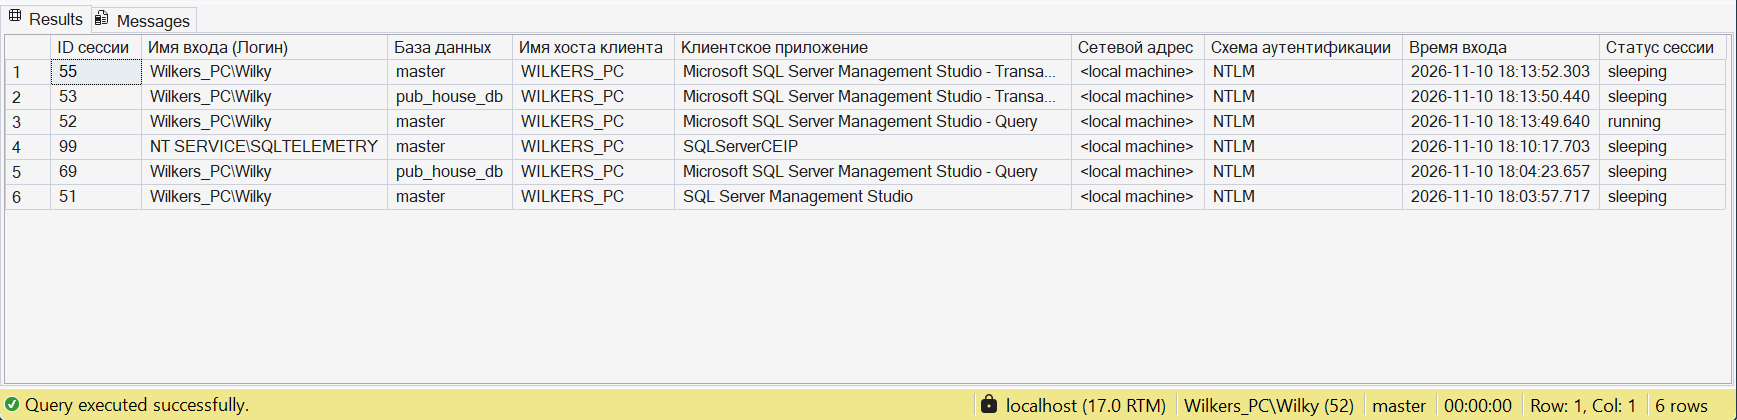 Results Messages
ID сессии Имя входа (Логин) База данных Имя хоста клиента Клиентское приложение Сетевой адрес Схема аутентификации Время входа Статус сессии
1 55 Wilkers_PC\Wilky master WILKERS_PC Microsoft SQL Server Management Studio - Transa... <local machine> NTLM 2026-11-10 18:13:52.303 sleeping
2 53 Wilkers_PC\Wilky pub_house_db WILKERS_PC Microsoft SQL Server Management Studio - Transa... <local machine> NTLM 2026-11-10 18:13:50.440 sleeping
3 52 Wilkers_PC\Wilky master WILKERS_PC Microsoft SQL Server Management Studio - Query <local machine> NTLM 2026-11-10 18:13:49.640 running
4 99 NT SERVICE\SQLTELEMETRY master WILKERS_PC SQLServerCEIP <local machine> NTLM 2026-11-10 18:10:17.703 sleeping
5 69 Wilkers_PC\Wilky pub_house_db WILKERS_PC Microsoft SQL Server Management Studio - Query <local machine> NTLM 2026-11-10 18:04:23.657 sleeping
6 51 Wilkers_PC\Wilky master WILKERS_PC SQL Server Management Studio <local machine> NTLM 2026-11-10 18:03:57.717 sleeping
Query executed successfully. localhost (17.0 RTM) Wilkers_PC\Wilky (52) master 00:00:00 Row: 1, Col: 1 6 rows